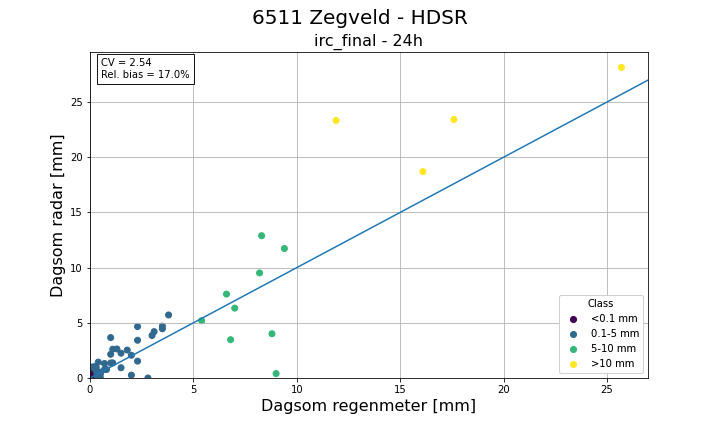 6511 Zegveld - HDSR
irc_final - 24h
CV = 2.54
Rel. bias = 17.0%
Dagsom radar [mm]
25
20
15
10
5
0
0 5 10 15 20 25
Dagsom regenmeter [mm]
Class
<0.1 mm
0.1-5 mm
5-10 mm
>10 mm